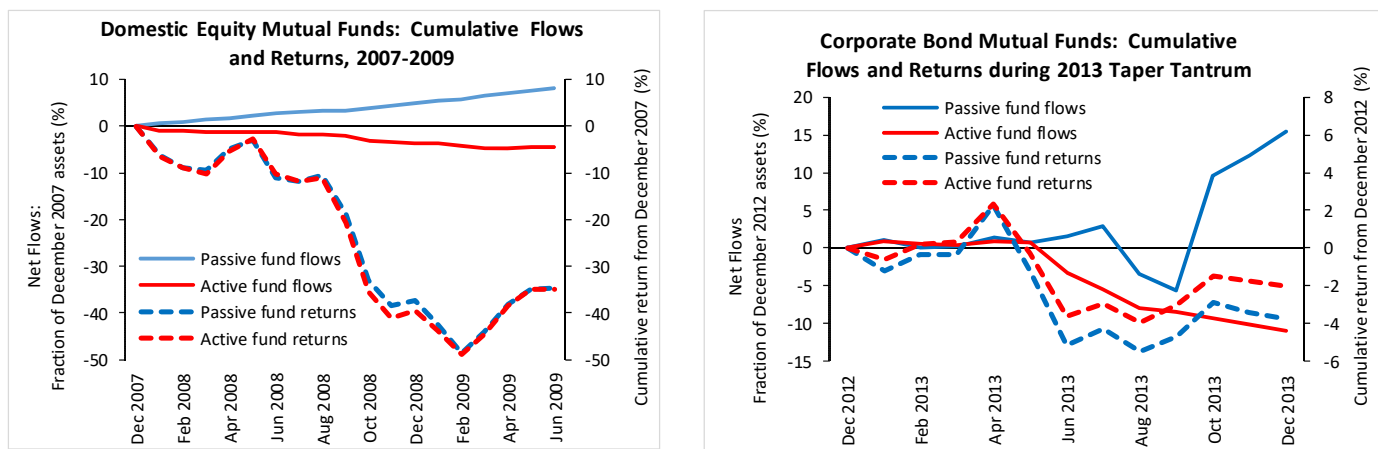 Domestic Equity Mutual Funds: Cumulative Flows
and Returns, 2007-2009
Net Flows:
Fraction of December 2007 assets (%)
10
0
-10
-20
-30
-40
-50
Passive fund flows
Active fund flows
Passive fund returns
Active fund returns
10
0
-10
-20
-30
-40
-50
Cumulative return from December 2007 (%)
Dec 2007
Feb 2008
Apr 2008
Jun 2008
Aug 2008
Oct 2008
Dec 2008
Feb 2009
Apr 2009
Jun 2009
Corporate Bond Mutual Funds: Cumulative
Flows and Returns during 2013 Taper Tantrum
Net Flows
Fraction of December 2012 assets (%)
20
15
10
5
0
-5
-10
-15
Passive fund flows
Active fund flows
Passive fund returns
Active fund returns
8
6
4
2
0
-2
-4
-6
Cumulative return from December 2012 (%)
Dec 2012
Feb 2013
Apr 2013
Jun 2013
Aug 2013
Oct 2013
Dec 2013